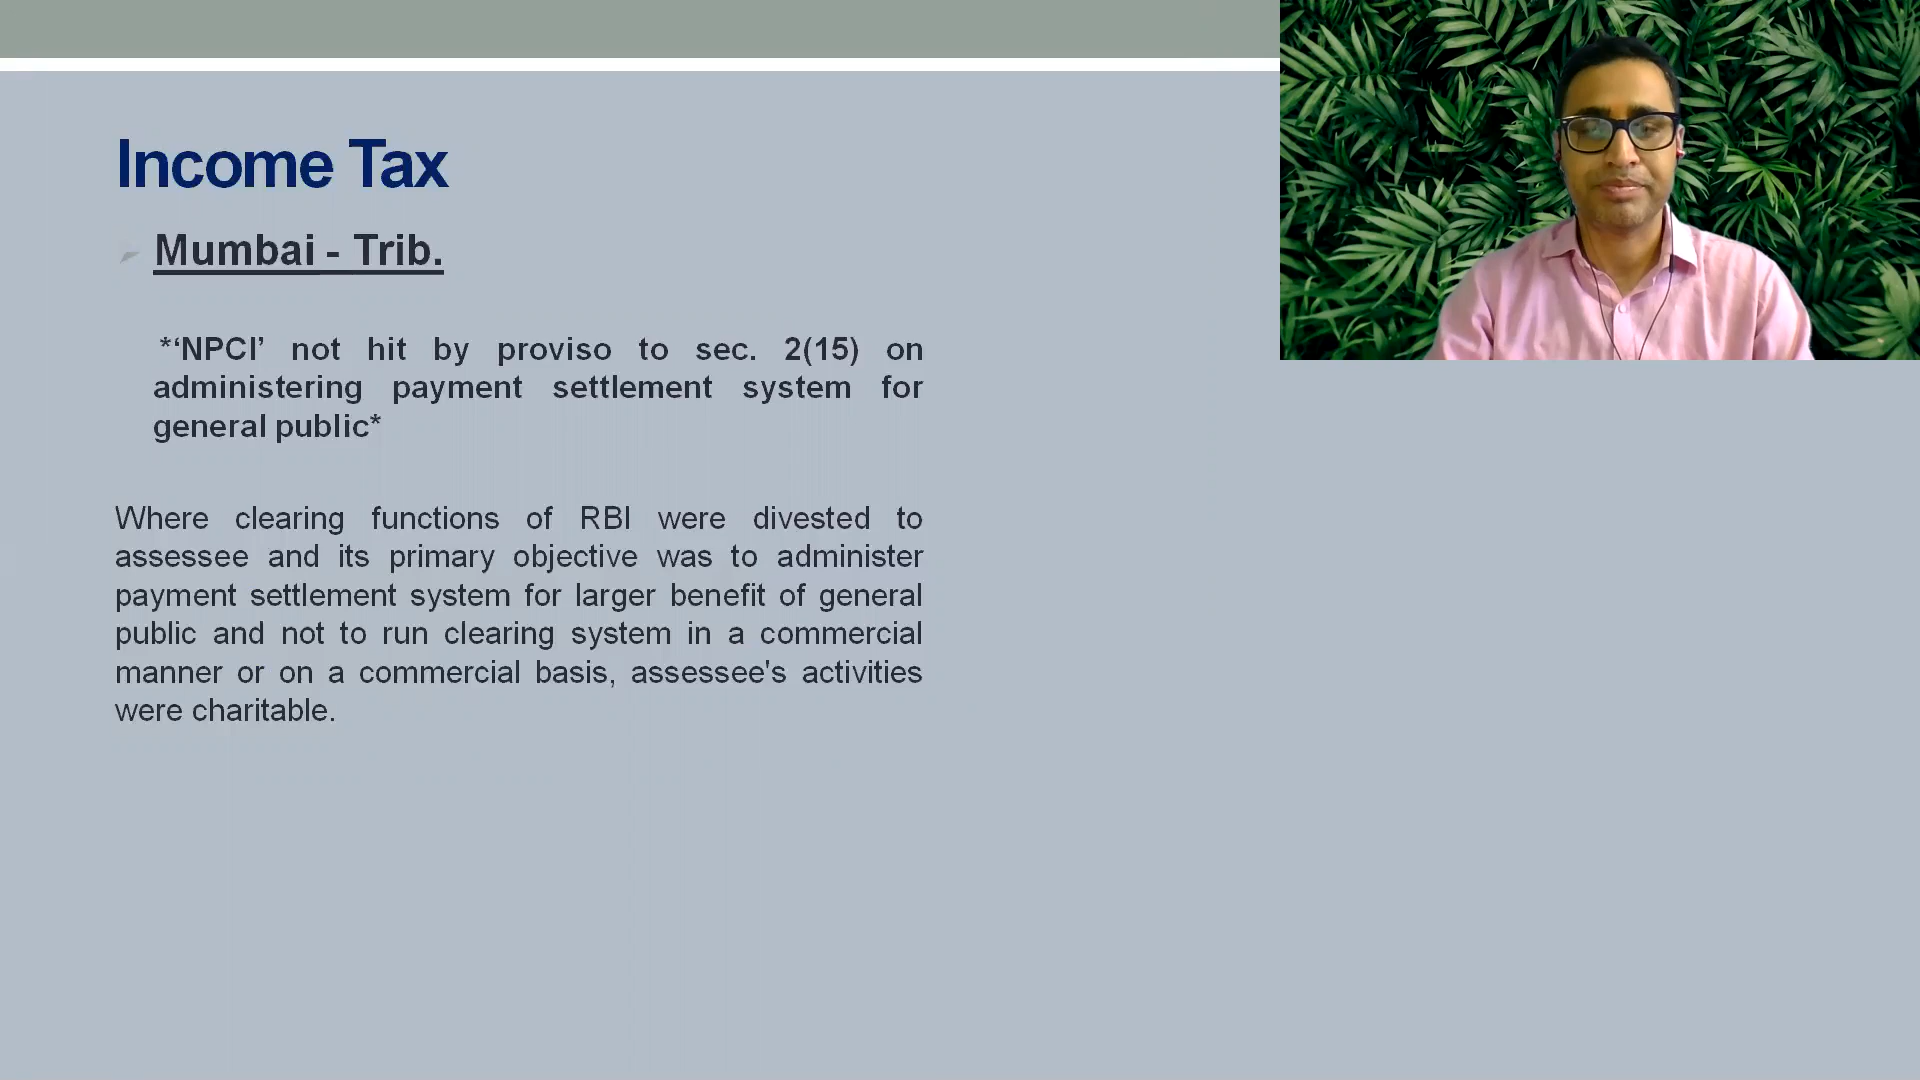 Income Tax
Mumbai - Trib.
*‘NPCI’ not hit by proviso to sec. 2(15) on
administering payment settlement system for
general public*
Where clearing functions of RBI were divested to
assessee and its primary objective was to administer
payment settlement system for larger benefit of general
public and not to run clearing system in a commercial
manner or on a commercial basis, assessee's activities
were charitable.